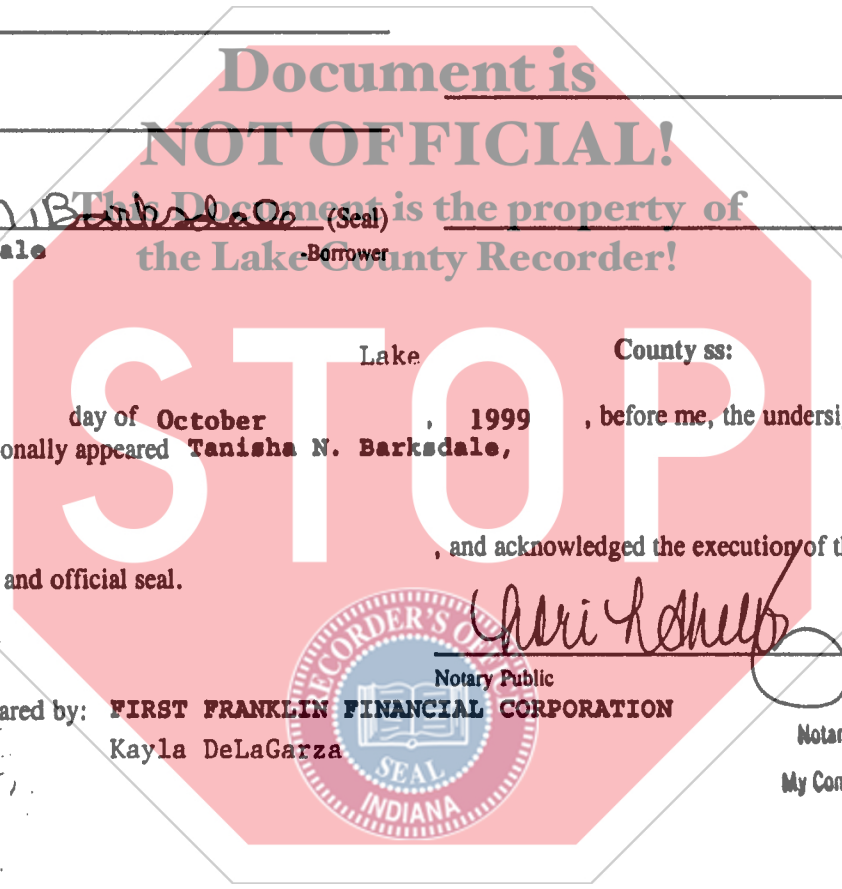 Document is
NOT OFFICIAL!
This Document is the property of
the Lake County Recorder!
Barksdale (Seal)
ale -Borrower
STOP
Lake County ss:
day of October , 1999 , before me, the undersi
onally appeared Tanisha N. Barksdale,
, and acknowledged the execution of th
and official seal.
Notary Public
ared by: FIRST FRANKLIN FINANCIAL CORPORATION
Kayla DeLaGarza
RECORDER'S OFFICE
SEAL
INDIANA
Notar
My Com